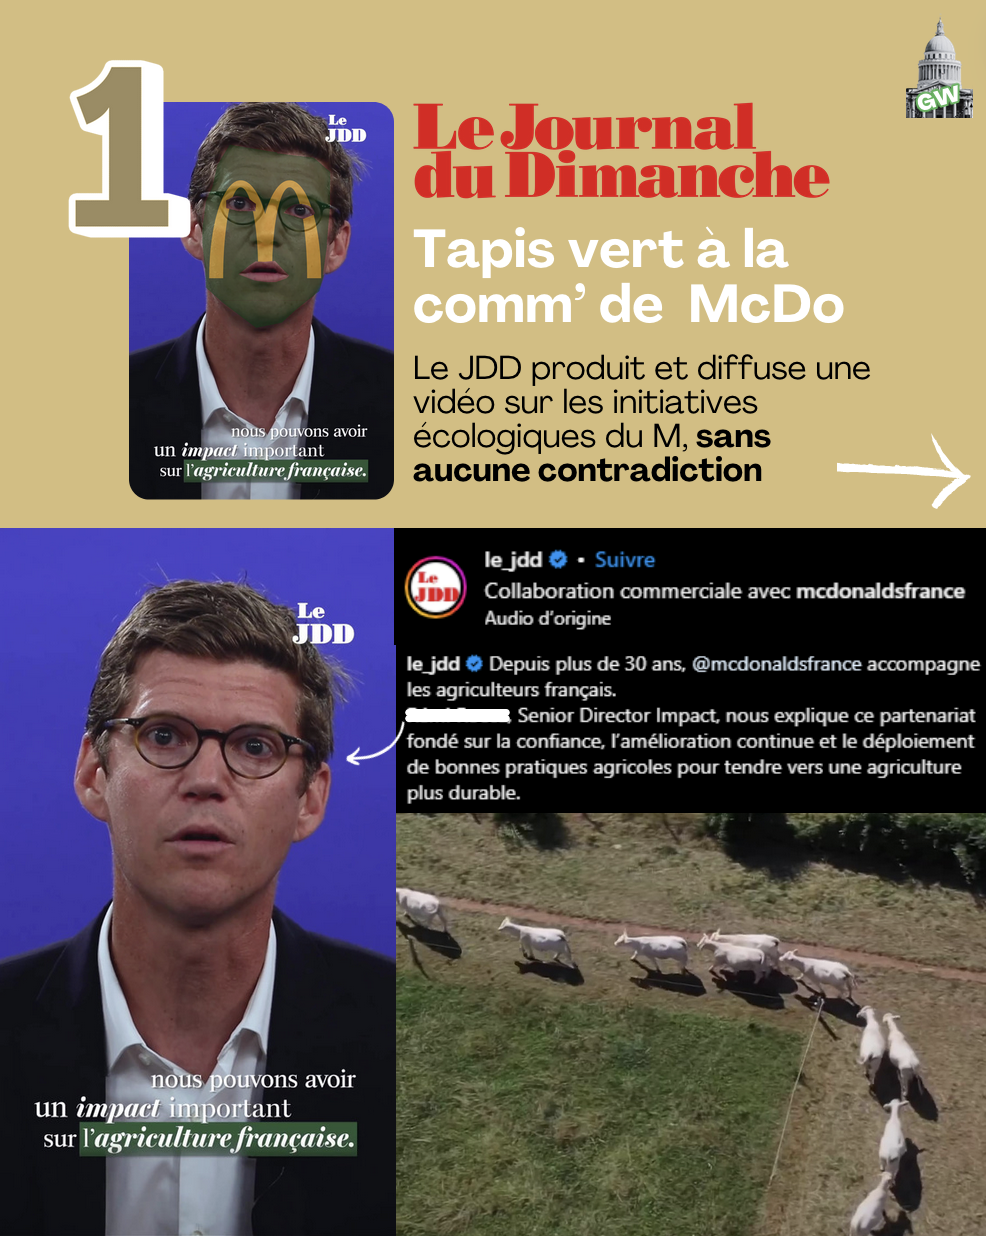 1
Le
JDD
nous pouvons avoir
un impact important
sur l'agriculture française.
GW
Le Journal
du Dimanche
Tapis vert à la
comm' de McDo
Le JDD produit et diffuse une
vidéo sur les initiatives
écologiques du M, sans
aucune contradiction
Le
JDD
nous pouvons avoir
un impact important
sur l'agriculture française.
Le
JDD
le_jdd • Suivre
Collaboration commerciale avec mcdonaldsfrance
Audio d'origine
le_jdd Depuis plus de 30 ans, @mcdonaldsfrance accompagne
les agriculteurs français.
, Senior Director Impact, nous explique ce partenariat
fondé sur la confiance, l'amélioration continue et le déploiement
de bonnes pratiques agricoles pour tendre vers une agriculture
plus durable.